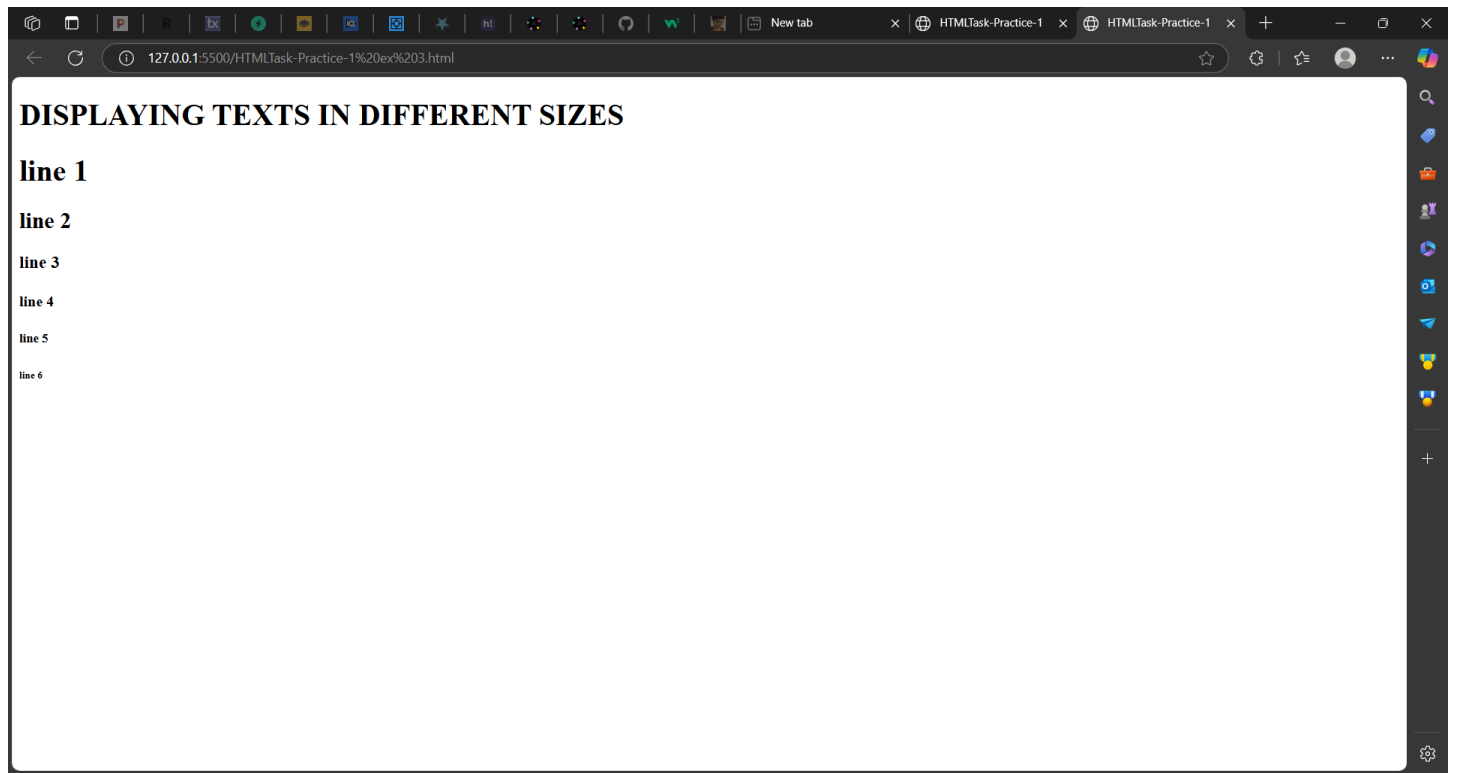 New tab
HTMLTask-Practice-1
HTMLTask-Practice-1
127.0.0.1:5500/HTMLTask-Practice-1%20ex%203.html
DISPLAYING TEXTS IN DIFFERENT SIZES
line 1
line 2
line 3
line 4
line 5
line 6